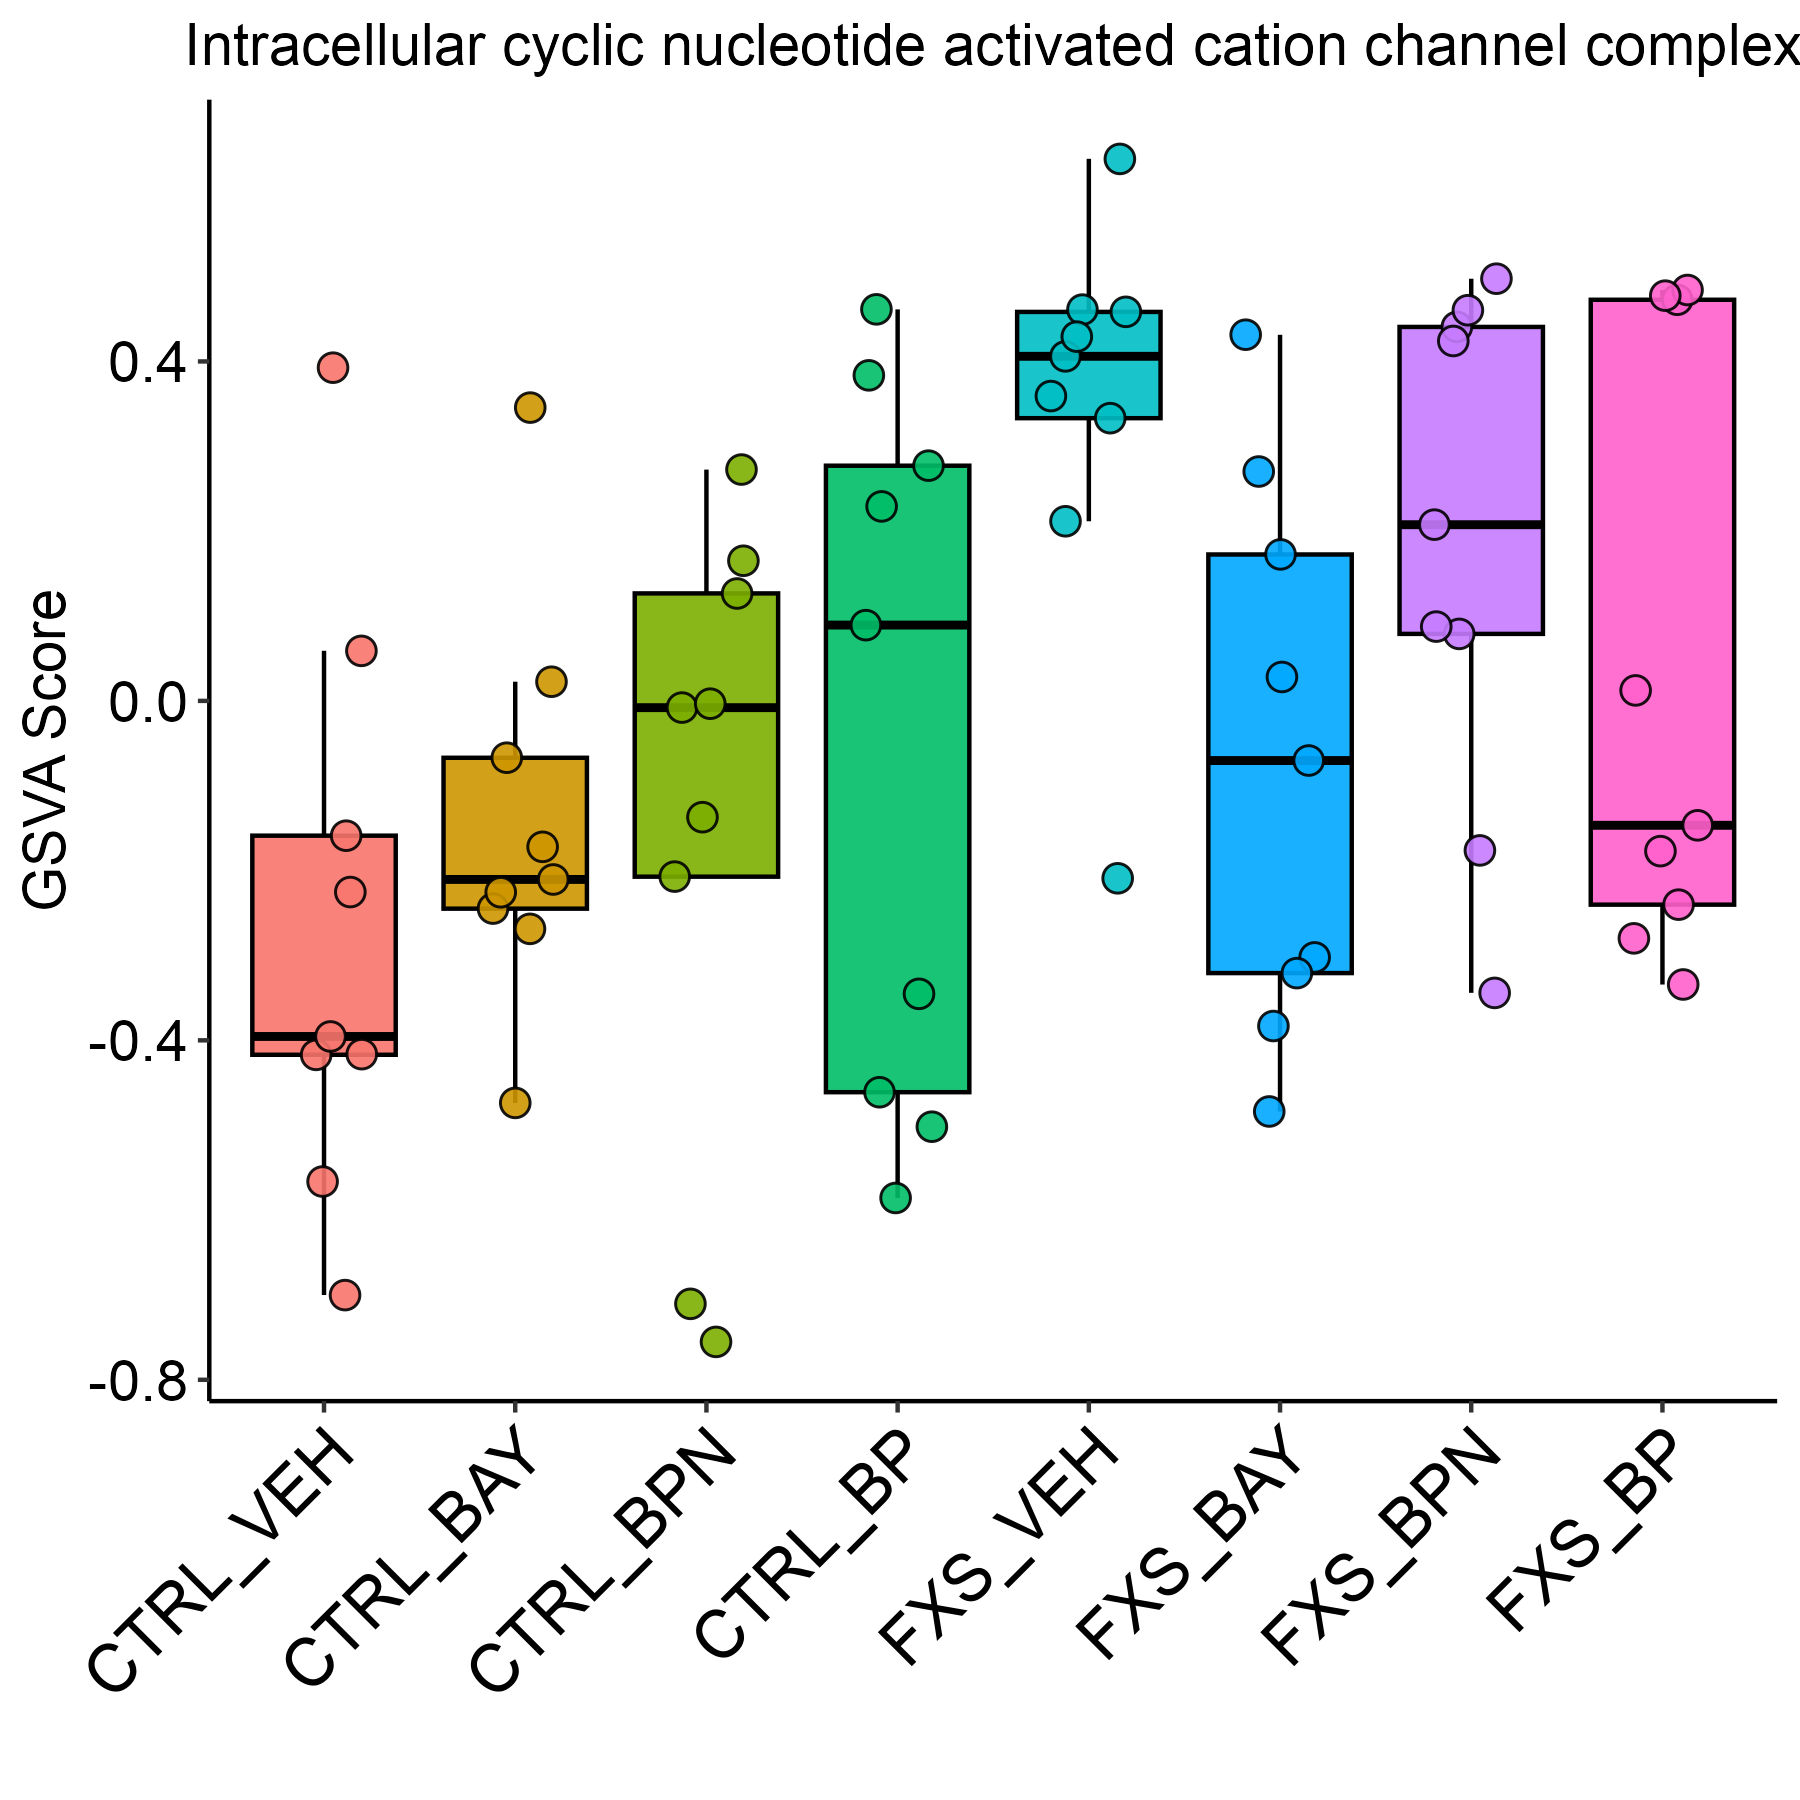 Intracellular cyclic nucleotide activated cation channel complex
GSVA Score
0.4
0.0
-0.4
-0.8
CTRL_VEH
CTRL_BAY
CTRL_BPN
CTRL_BP
FXS_VEH
FXS_BAY
FXS_BPN
FXS_BP